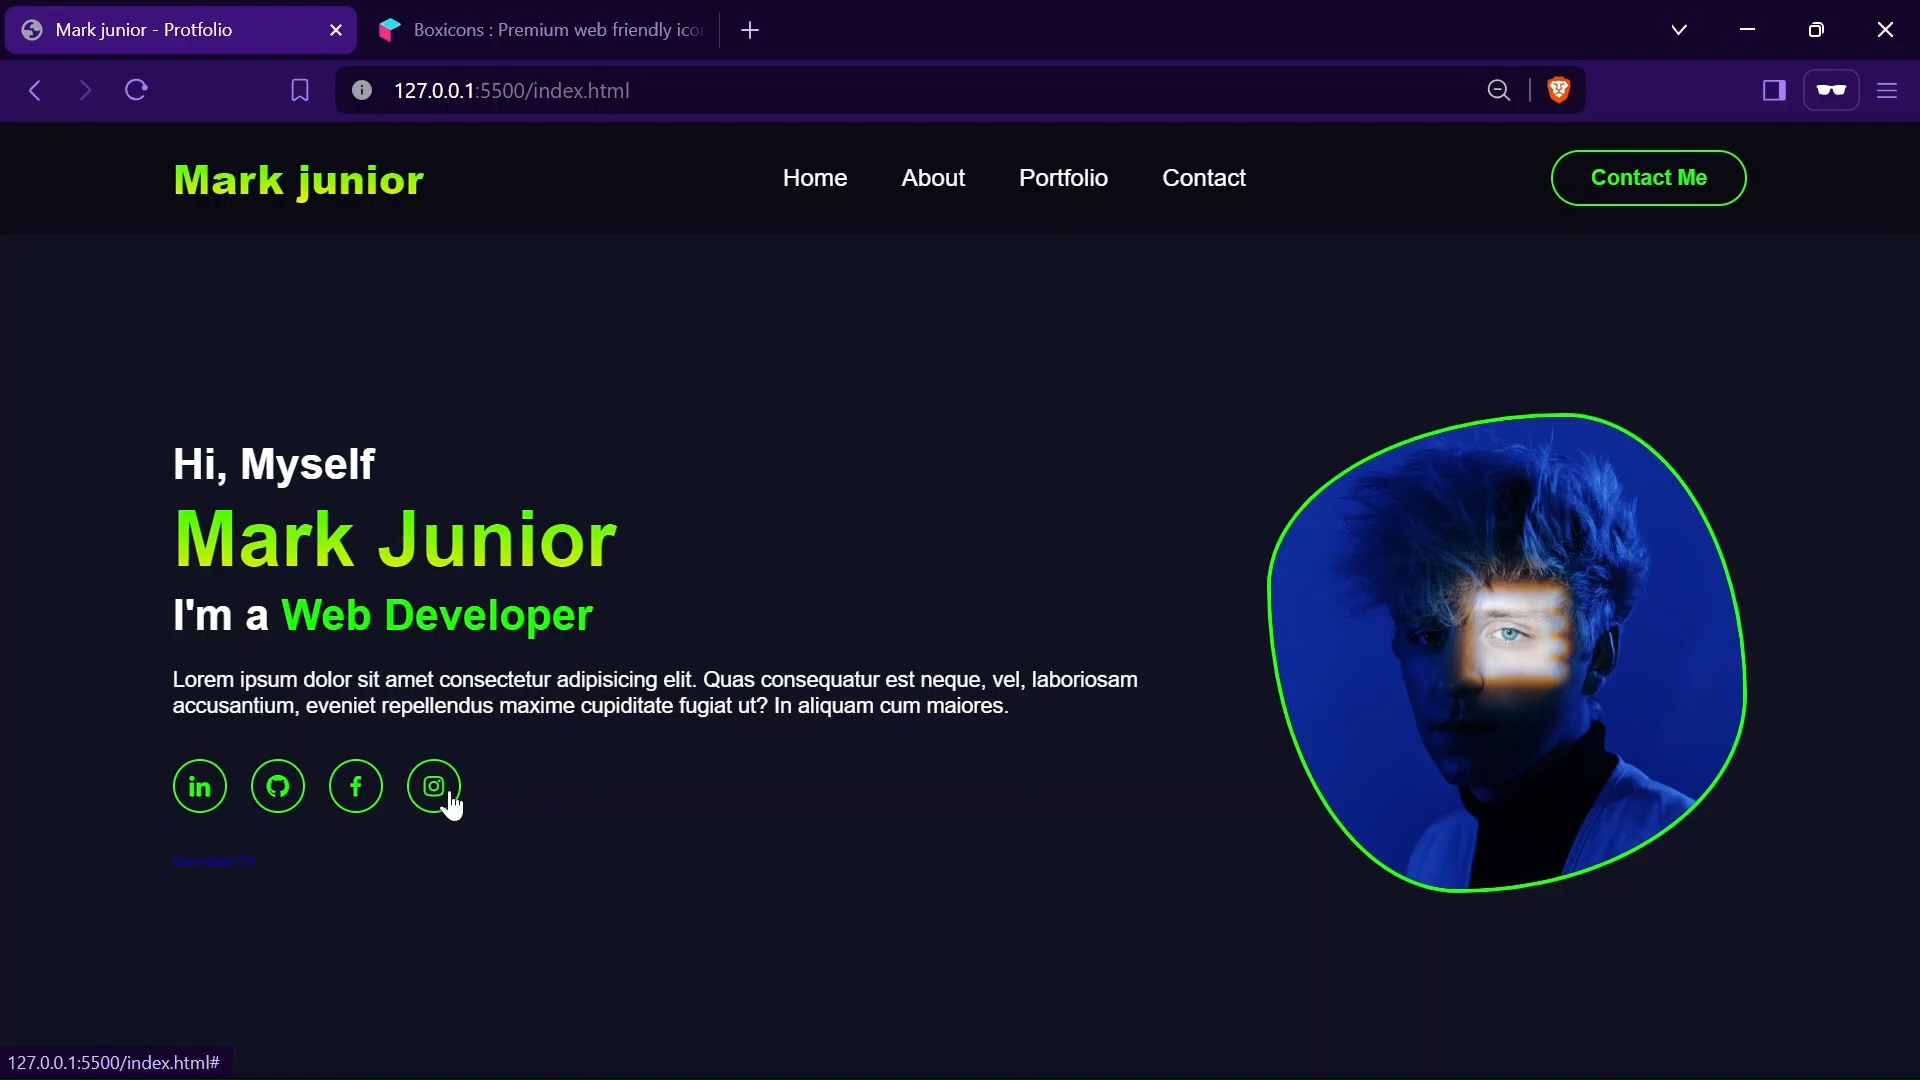 Mark junior - Protfolio
Boxicons : Premium web friendly ico
127.0.0.1:5500/index.html
Mark junior
Home
About
Portfolio
Contact
Contact Me
Hi, Myself
Mark Junior
I'm a Web Developer
Lorem ipsum dolor sit amet consectetur adipisicing elit. Quas consequatur est neque, vel, laboriosam
accusantium, eveniet repellendus maxime cupiditate fugiat ut? In aliquam cum maiores.
in
f
Download CV
127.0.0.1:5500/index.html#